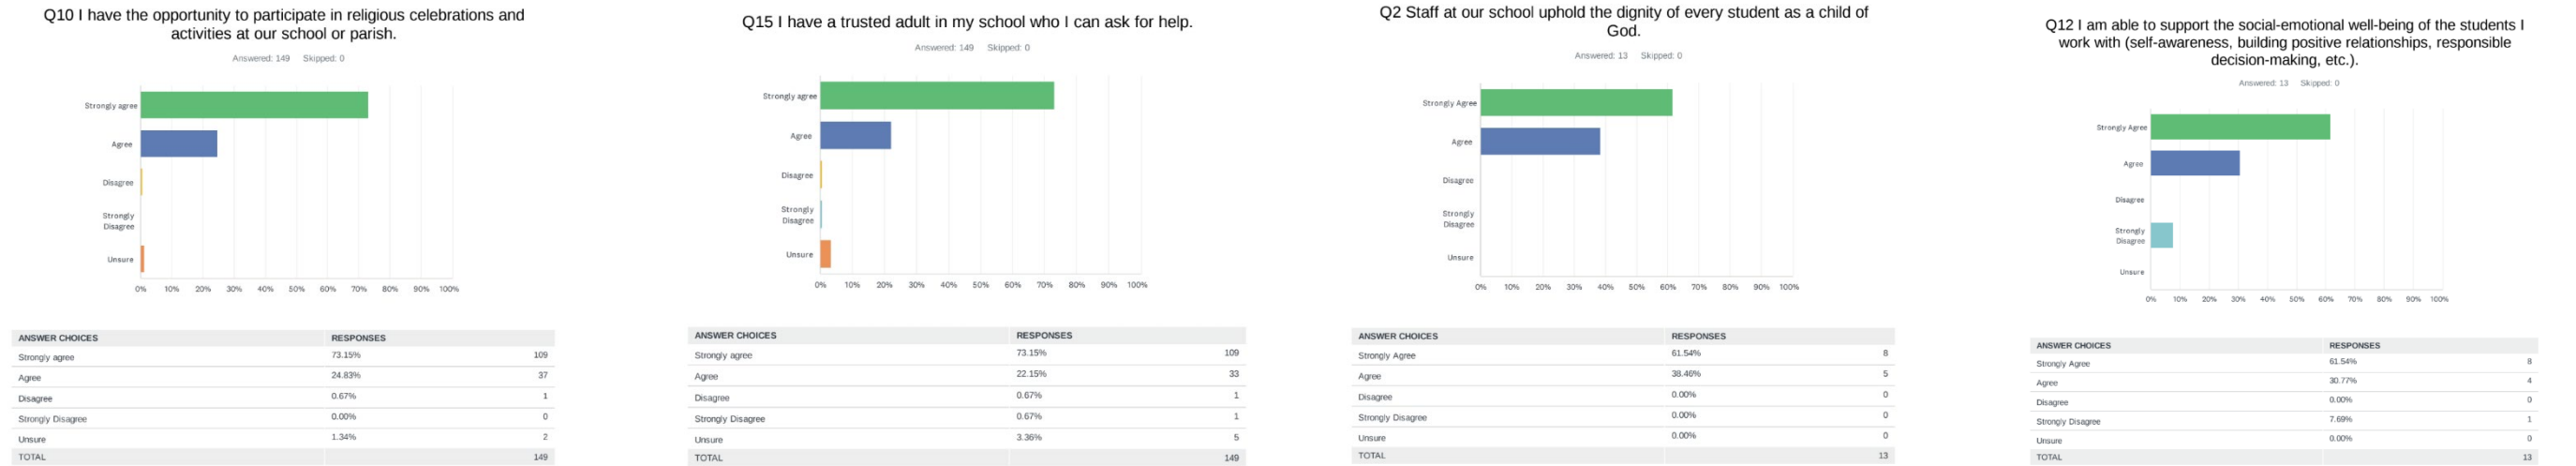 Q10 I have the opportunity to participate in religious celebrations and
activities at our school or parish.
Answered: 149 Skipped: 0
Strongly agree
Agree
Disagree
Strongly
Disagree
Unsure
0% 10% 20% 30% 40% 50% 60% 70% 80% 90% 100%
ANSWER CHOICES RESPONSES
Strongly agree 73.15% 109
Agree 24.83% 37
Disagree 0.67% 1
Strongly Disagree 0.00% 0
Unsure 1.34% 2
TOTAL 149
Q15 I have a trusted adult in my school who I can ask for help.
Answered: 149 Skipped: 0
Strongly agree
Agree
Disagree
Strongly
Disagree
Unsure
0% 10% 20% 30% 40% 50% 60% 70% 80% 90% 100%
ANSWER CHOICES RESPONSES
Strongly agree 73.15% 109
Agree 22.15% 33
Disagree 0.67% 1
Strongly Disagree 0.67% 1
Unsure 3.36% 5
TOTAL 149
Q2 Staff at our school uphold the dignity of every student as a child of
God.
Answered: 13 Skipped: 0
Strongly Agree
Agree
Disagree
Strongly
Disagree
Unsure
0% 10% 20% 30% 40% 50% 60% 70% 80% 90% 100%
ANSWER CHOICES RESPONSES
Strongly Agree 61.54% 8
Agree 38.46% 5
Disagree 0.00% 0
Strongly Disagree 0.00% 0
Unsure 0.00% 0
TOTAL 13
Q12 I am able to support the social-emotional well-being of the students I
work with (self-awareness, building positive relationships, responsible
decision-making, etc.).
Answered: 13 Skipped: 0
Strongly Agree
Agree
Disagree
Strongly
Disagree
Unsure
0% 10% 20% 30% 40% 50% 60% 70% 80% 90% 100%
ANSWER CHOICES RESPONSES
Strongly Agree 61.54% 8
Agree 30.77% 4
Disagree 0.00% 0
Strongly Disagree 7.69% 1
Unsure 0.00% 0
TOTAL 13